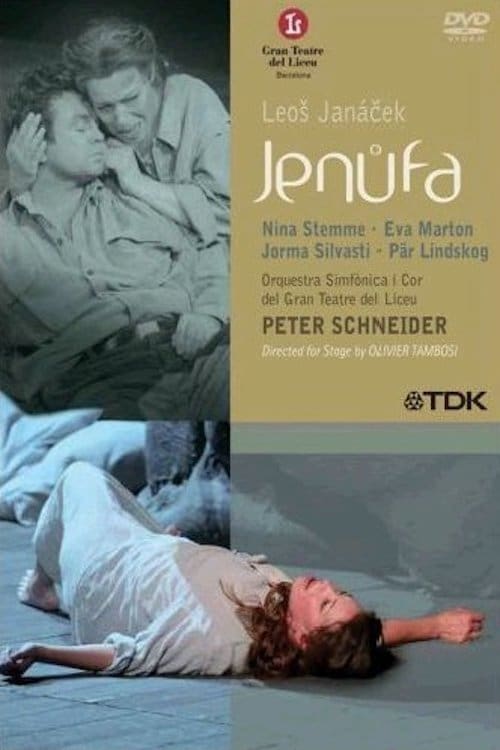 DVD
VIDEO
Gran Teatre
del Liceu
Barcelona
Leoš Janáček
Jenůfa
Nina Stemme · Eva Marton
Jorma Silvasti · Pär Lindskog
Orquestra Simfònica i Cor
del Gran Teatre del Liceu
PETER SCHNEIDER
Directed for Stage by OLIVIER TAMBOSI
TDK